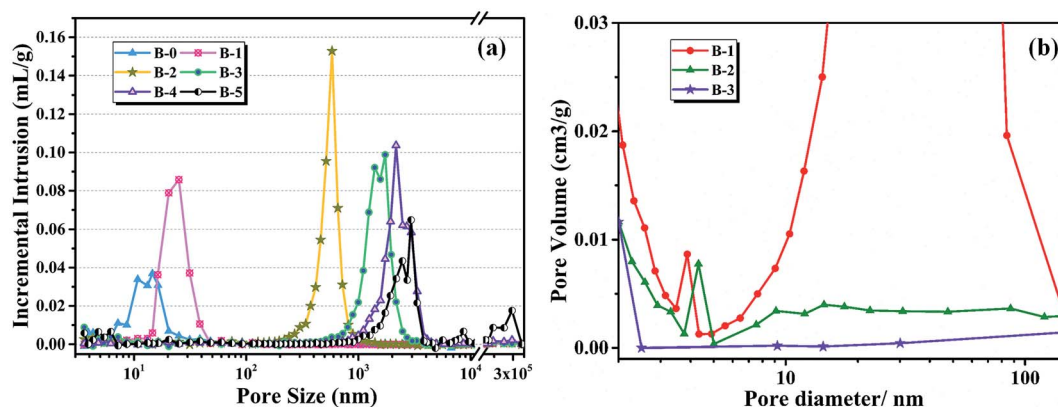 (a)
B-0 B-1
B-2 B-3
B-4 B-5
Incremental Intrusion (mL/g)
0.16
0.14
0.12
0.10
0.08
0.06
0.04
0.02
0.00
10¹ 10² 10³ 10⁴ 3x10⁵
Pore Size (nm)
(b)
B-1
B-2
B-3
Pore Volume (cm3/g)
0.03
0.02
0.01
0.00
10 100
Pore diameter/ nm